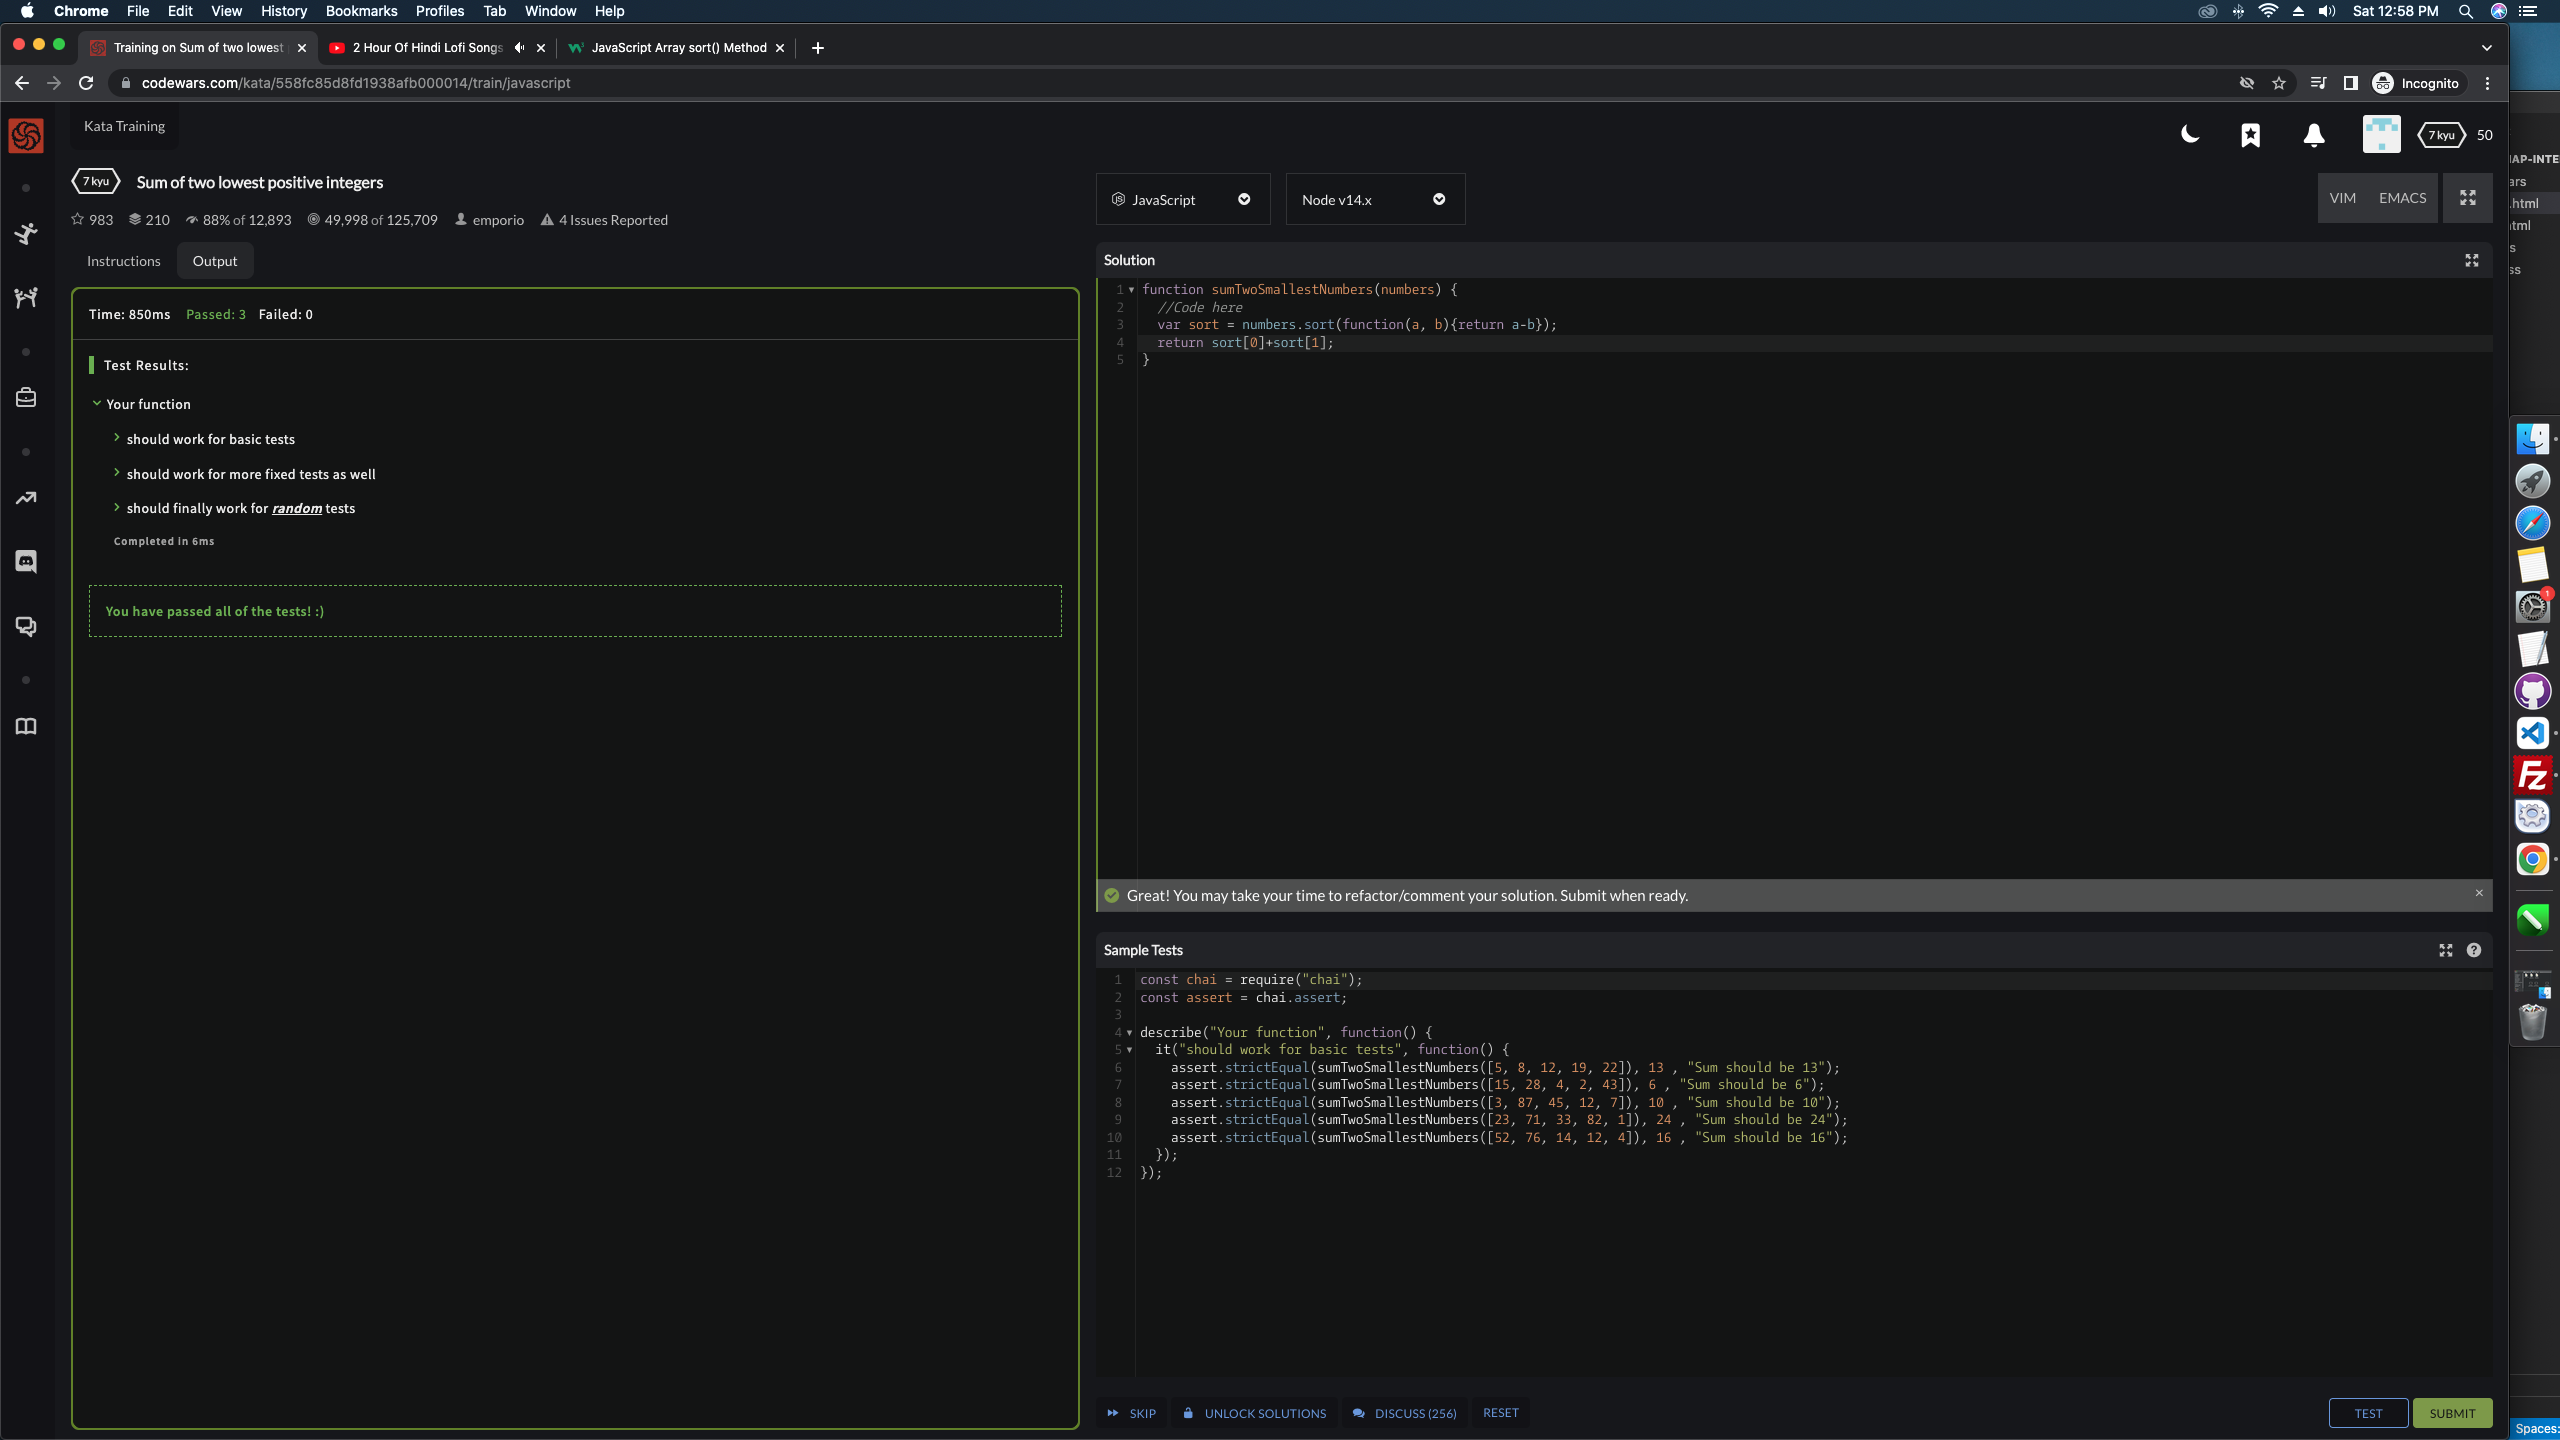 Chrome File Edit View History Bookmarks Profiles Tab Window Help
Sat 12:58 PM
Training on Sum of two lowest
2 Hour Of Hindi Lofi Songs
JavaScript Array sort() Method
codewars.com/kata/558fc85d8fd1938afb000014/train/javascript
Incognito
Kata Training
7 kyu 50
7 kyu Sum of two lowest positive integers
983 210 88% of 12,893 49,998 of 125,709 emporio 4 Issues Reported
Instructions Output
Time: 850ms Passed: 3 Failed: 0
Test Results:
Your function
should work for basic tests
should work for more fixed tests as well
should finally work for random tests
Completed in 6ms
You have passed all of the tests! :)
JavaScript Node v14.x VIM EMACS
Solution
1 function sumTwoSmallestNumbers(numbers) {
2 //Code here
3 var sort = numbers.sort(function(a, b){return a-b});
4 return sort[0]+sort[1];
5 }
Great! You may take your time to refactor/comment your solution. Submit when ready.
Sample Tests
1 const chai = require("chai");
2 const assert = chai.assert;
3
4 describe("Your function", function() {
5 it("should work for basic tests", function() {
6 assert.strictEqual(sumTwoSmallestNumbers([5, 8, 12, 19, 22]), 13 , "Sum should be 13");
7 assert.strictEqual(sumTwoSmallestNumbers([15, 28, 4, 2, 43]), 6 , "Sum should be 6");
8 assert.strictEqual(sumTwoSmallestNumbers([3, 87, 45, 12, 7]), 10 , "Sum should be 10");
9 assert.strictEqual(sumTwoSmallestNumbers([23, 71, 33, 82, 1]), 24 , "Sum should be 24");
10 assert.strictEqual(sumTwoSmallestNumbers([52, 76, 14, 12, 4]), 16 , "Sum should be 16");
11 });
12 });
SKIP UNLOCK SOLUTIONS DISCUSS (256) RESET
TEST SUBMIT
AP-INTE
ars
.html
tml
s
ss
1
Fz
Spaces: